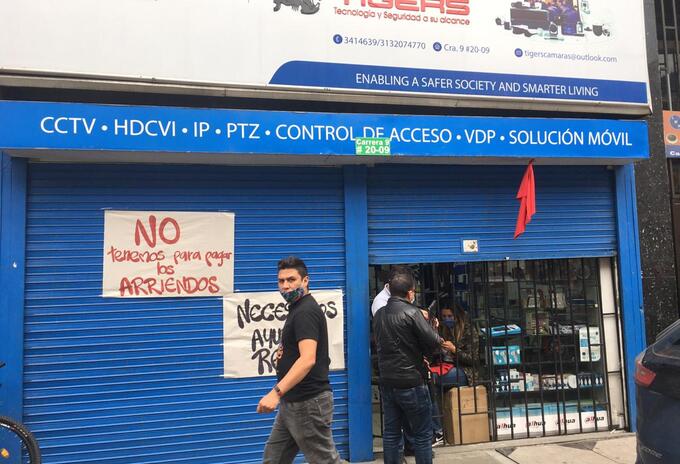 TIGERS
Tecnología y Seguridad a su alcance
3414639/3132074770
Cra. 9 #20-09
tigerscamaras@outlook.com
ENABLING A SAFER SOCIETY AND SMARTER LIVING
CCTV • HDCVI • IP • PTZ • CONTROL DE ACCESO • VDP • SOLUCIÓN MÓVIL
Carrera 9
# 20-09
NO
tenemos para pagar
los
ARRIENDOS
alhua
alhua